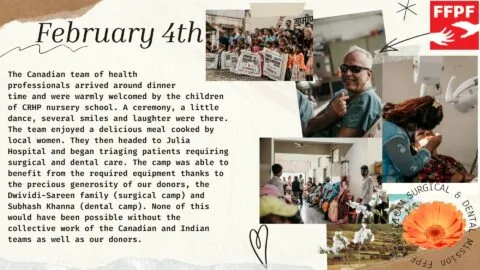 February 4th
FFPF
The Canadian team of health
professionals arrived around dinner
time and were warmly welcomed by the children
of CRHP nursery school. A ceremony, a little
dance, several smiles and laughter were there.
The team enjoyed a delicious meal cooked by
local women. They then headed to Julia
Hospital and began triaging patients requiring
surgical and dental care. The camp was able to
benefit from the required equipment thanks to
the precious generosity of our donors, the
Dwividi-Sareen family (surgical camp) and
Subhash Khanna (dental camp). None of this
would have been possible without the
collective work of the Canadian and Indian
teams as well as our donors.
SURGICAL & DENTAL Mission FFPF